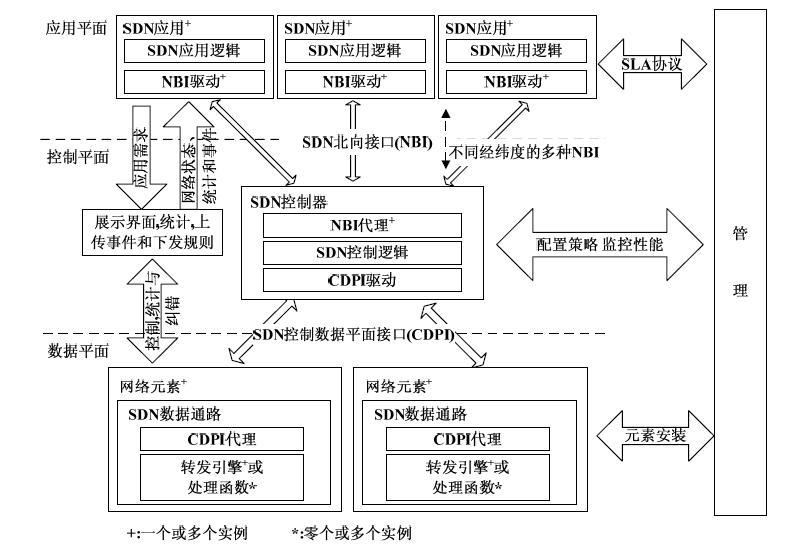 应用平面
SDN应用+
SDN应用逻辑
NBI驱动+
SDN应用+
SDN应用逻辑
NBI驱动+
SDN应用+
SDN应用逻辑
NBI驱动+
SLA协议
应用需求
网络状态、
统计和事件
SDN北向接口(NBI)
不同经纬度的多种NBI
控制平面
展示界面,统计,上
传事件和下发规则
SDN控制器
NBI代理+
SDN控制逻辑
CDPI驱动
配置策略 监控性能
管
理
控制,统计与
纠错
SDN控制数据平面接口(CDPI)
数据平面
网络元素+
SDN数据通路
CDPI代理
转发引擎+或
处理函数*
网络元素+
SDN数据通路
CDPI代理
转发引擎+或
处理函数*
元素安装
+:一个或多个实例
*:零个或多个实例